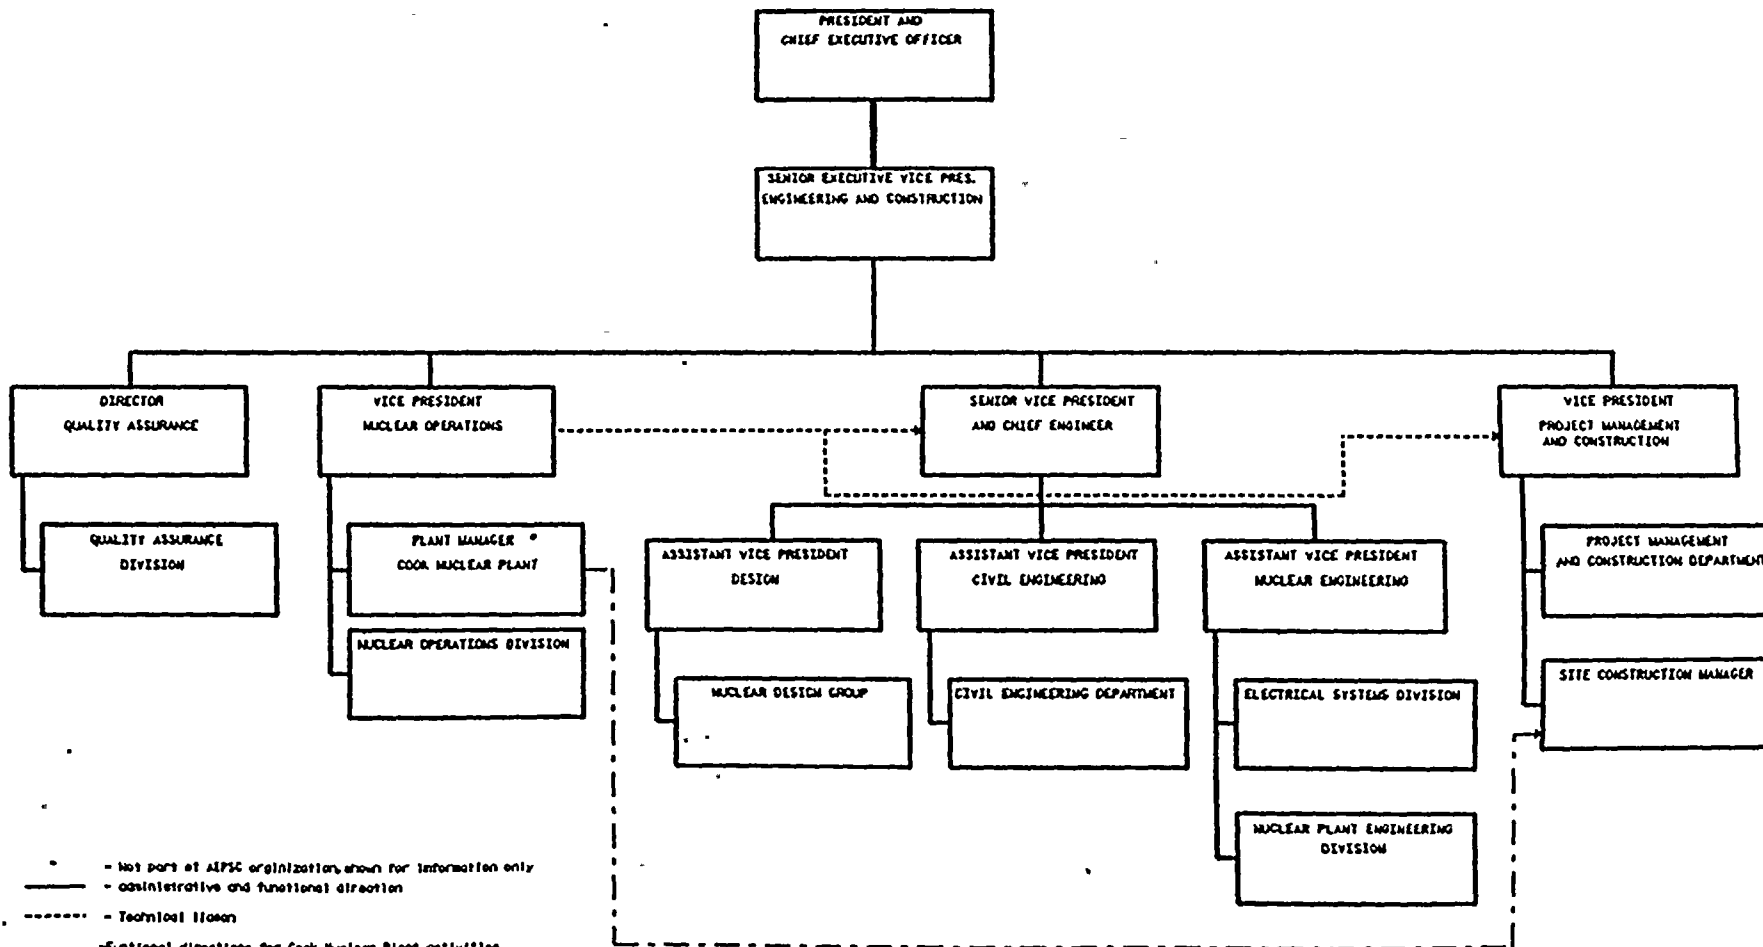 PRESIDENT AND
CHIEF EXECUTIVE OFFICER
SENIOR EXECUTIVE VICE PRES.
ENGINEERING AND CONSTRUCTION
DIRECTOR
QUALITY ASSURANCE
VICE PRESIDENT
NUCLEAR OPERATIONS
SENIOR VICE PRESIDENT
AND CHIEF ENGINEER
VICE PRESIDENT
PROJECT MANAGEMENT
AND CONSTRUCTION
QUALITY ASSURANCE
DIVISION
PLANT MANAGER *
COOK NUCLEAR PLANT
NUCLEAR OPERATIONS DIVISION
ASSISTANT VICE PRESIDENT
DESIGN
ASSISTANT VICE PRESIDENT
CIVIL ENGINEERING
ASSISTANT VICE PRESIDENT
NUCLEAR ENGINEERING
PROJECT MANAGEMENT
AND CONSTRUCTION DEPARTMENT
NUCLEAR DESIGN GROUP
CIVIL ENGINEERING DEPARTMENT
ELECTRICAL SYSTEMS DIVISION
SITE CONSTRUCTION MANAGER
NUCLEAR PLANT ENGINEERING
DIVISION
* - Not part of AEPSC orginization, shown for information only
- administrative and functional direction
- Technical liason